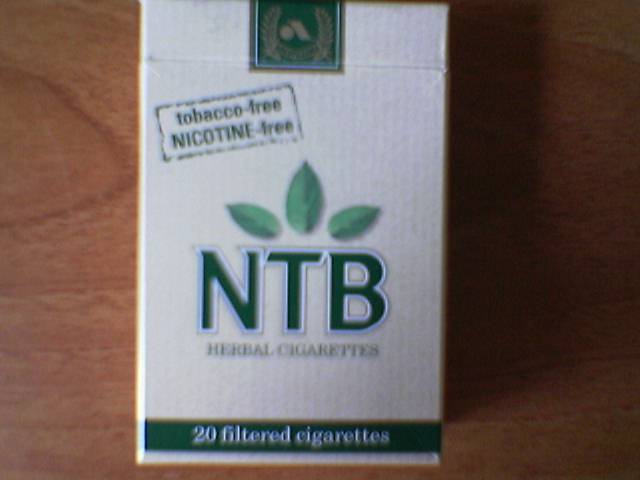 tobacco-free
NICOTINE-free
NTB
HERBAL CIGARETTES
20 filtered cigarettes